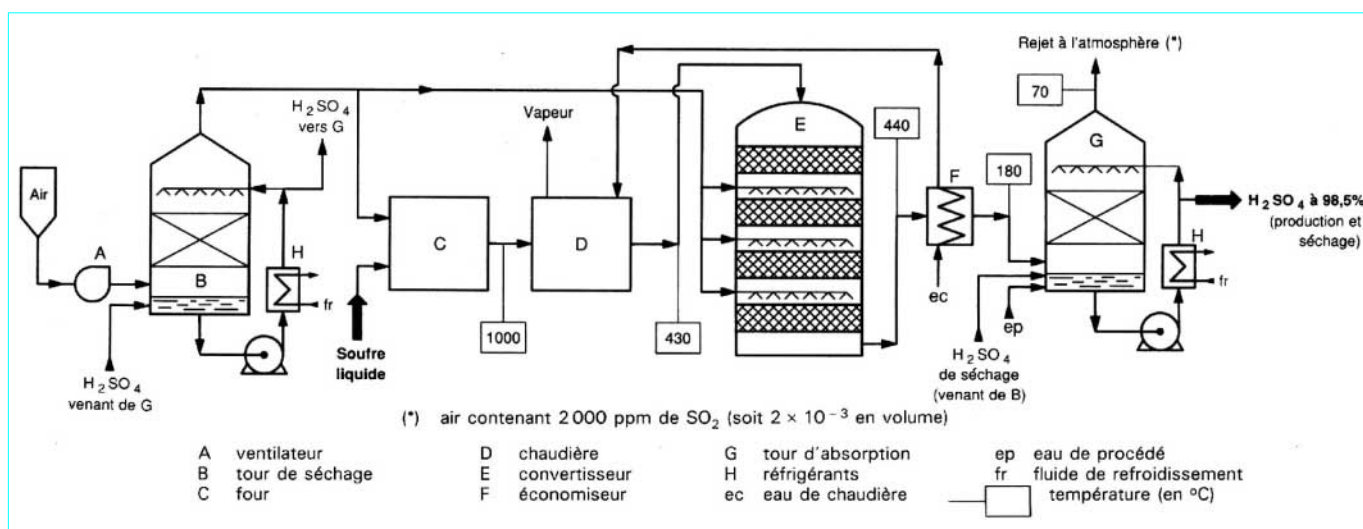 Rejet à l'atmosphère (*)
70
H2SO4
vers G
Vapeur
E
440
G
Air
F
180
H2SO4 à 98,5%
(production et
séchage)
A
H
C
D
H
B
fr
ec
fr
1000
430
ep
Soufre
liquide
H2SO4
venant de G
H2SO4
de séchage
(venant de B)
(*) air contenant 2 000 ppm de SO2 (soit 2 × 10⁻³ en volume)
A ventilateur
B tour de séchage
C four
D chaudière
E convertisseur
F économiseur
G tour d'absorption
H réfrigérants
ec eau de chaudière
ep eau de procédé
fr fluide de refroidissement
température (en °C)